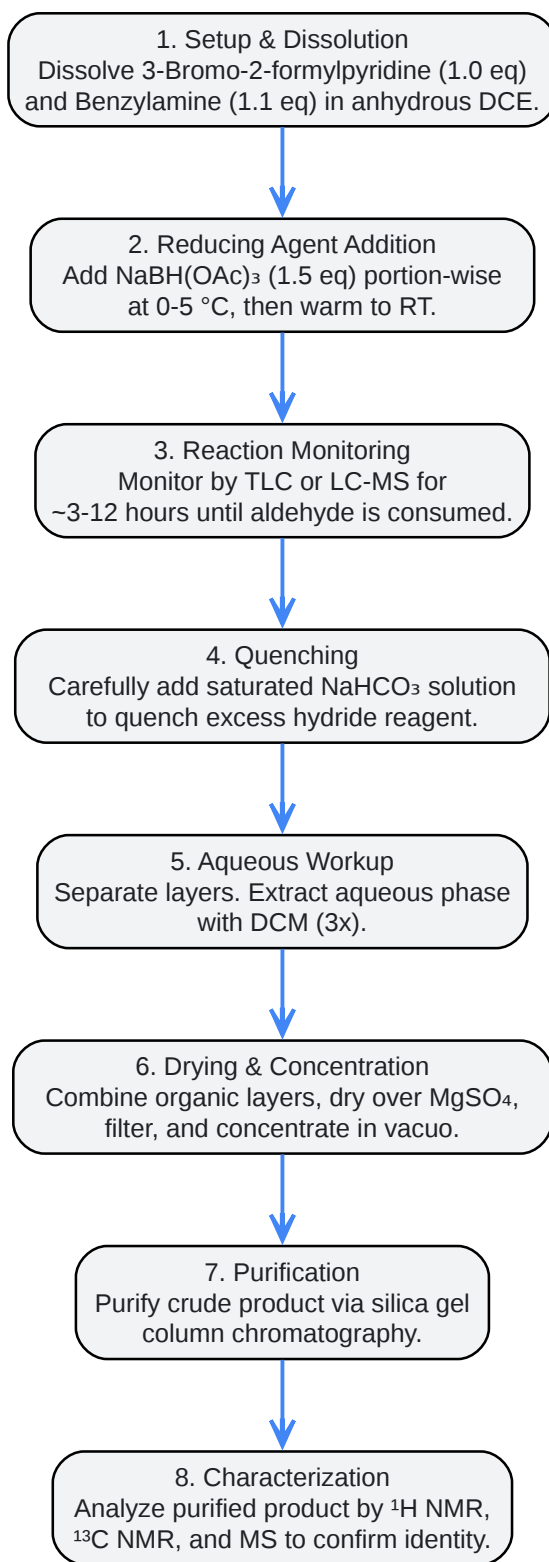 1. Setup & Dissolution
Dissolve 3-Bromo-2-formylpyridine (1.0 eq)
and Benzylamine (1.1 eq) in anhydrous DCE.
2. Reducing Agent Addition
Add NaBH(OAc)₃ (1.5 eq) portion-wise
at 0-5 °C, then warm to RT.
3. Reaction Monitoring
Monitor by TLC or LC-MS for
~3-12 hours until aldehyde is consumed.
4. Quenching
Carefully add saturated NaHCO₃ solution
to quench excess hydride reagent.
5. Aqueous Workup
Separate layers. Extract aqueous phase
with DCM (3x).
6. Drying & Concentration
Combine organic layers, dry over MgSO₄,
filter, and concentrate in vacuo.
7. Purification
Purify crude product via silica gel
column chromatography.
8. Characterization
Analyze purified product by ¹H NMR,
¹³C NMR, and MS to confirm identity.